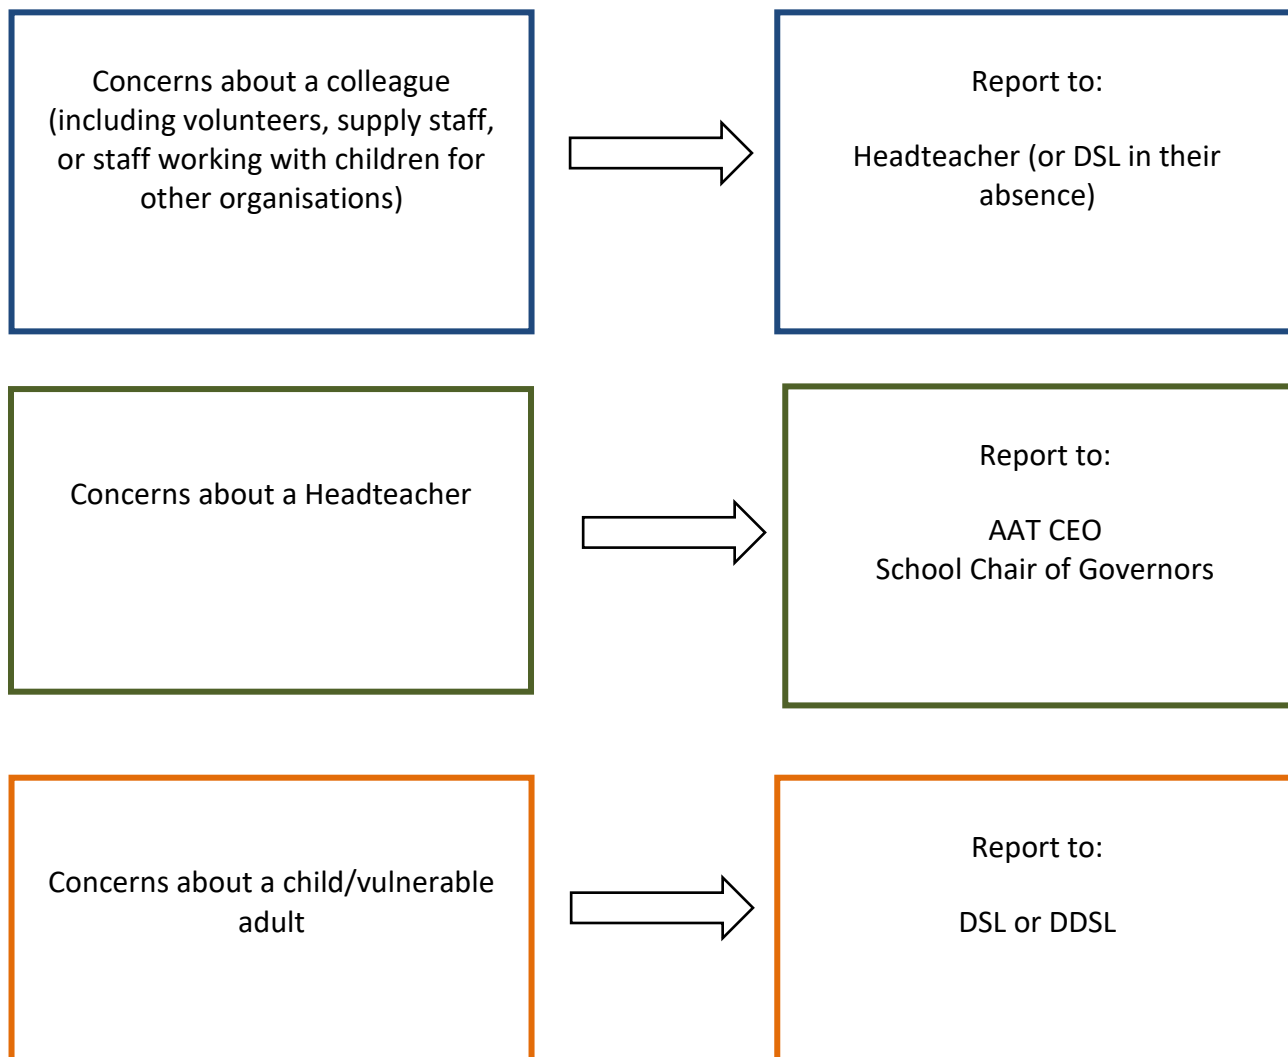 Concerns about a colleague
(including volunteers, supply staff,
or staff working with children for
other organisations)
Report to:
Headteacher (or DSL in their
absence)
Concerns about a Headteacher
Report to:
AAT CEO
School Chair of Governors
Concerns about a child/vulnerable
adult
Report to:
DSL or DDSL